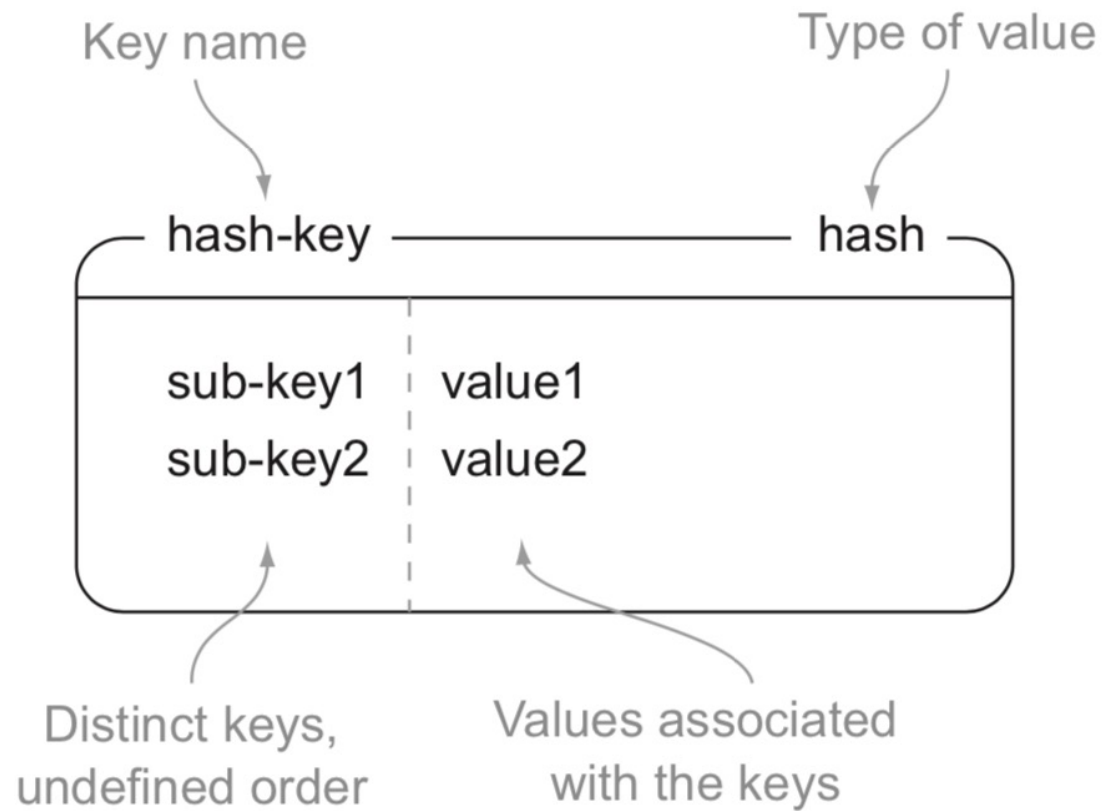 Key name
Type of value
hash-key
hash
sub-key1
value1
sub-key2
value2
Distinct keys,
undefined order
Values associated
with the keys